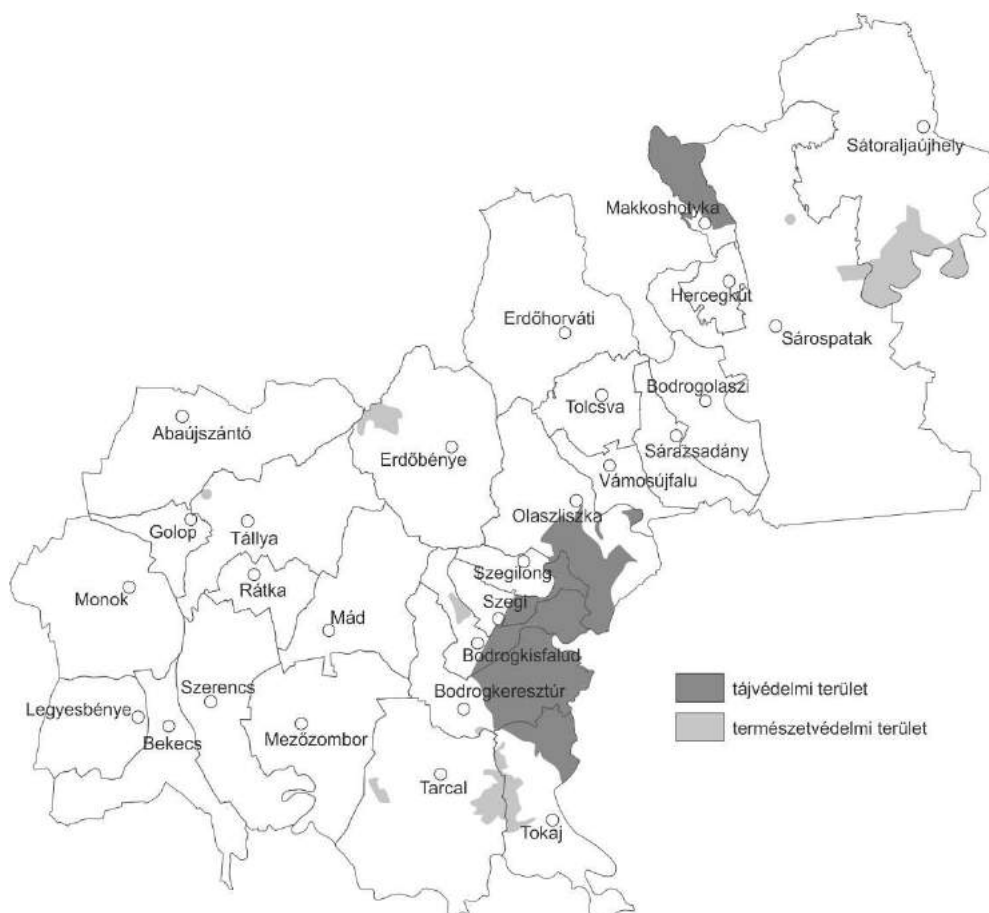 Sátoraljaújhely
Makkoshotyka
Hercegkút
Erdőhorváti
Sárospatak
Bodrogolaszi
Tolcsva
Abaújszántó
Sárazsadány
Erdőbénye
Vámosújfalu
Olaszliszka
Golop
Tállya
Szegilong
Rátka
Monok
Szegi
Mád
Bodrogkisfalud
Szerencs
Bodrogkeresztúr
tájvédelmi terület
Legyesbénye
Mezőzombor
természetvédelmi terület
Bekecs
Tarcal
Tokaj